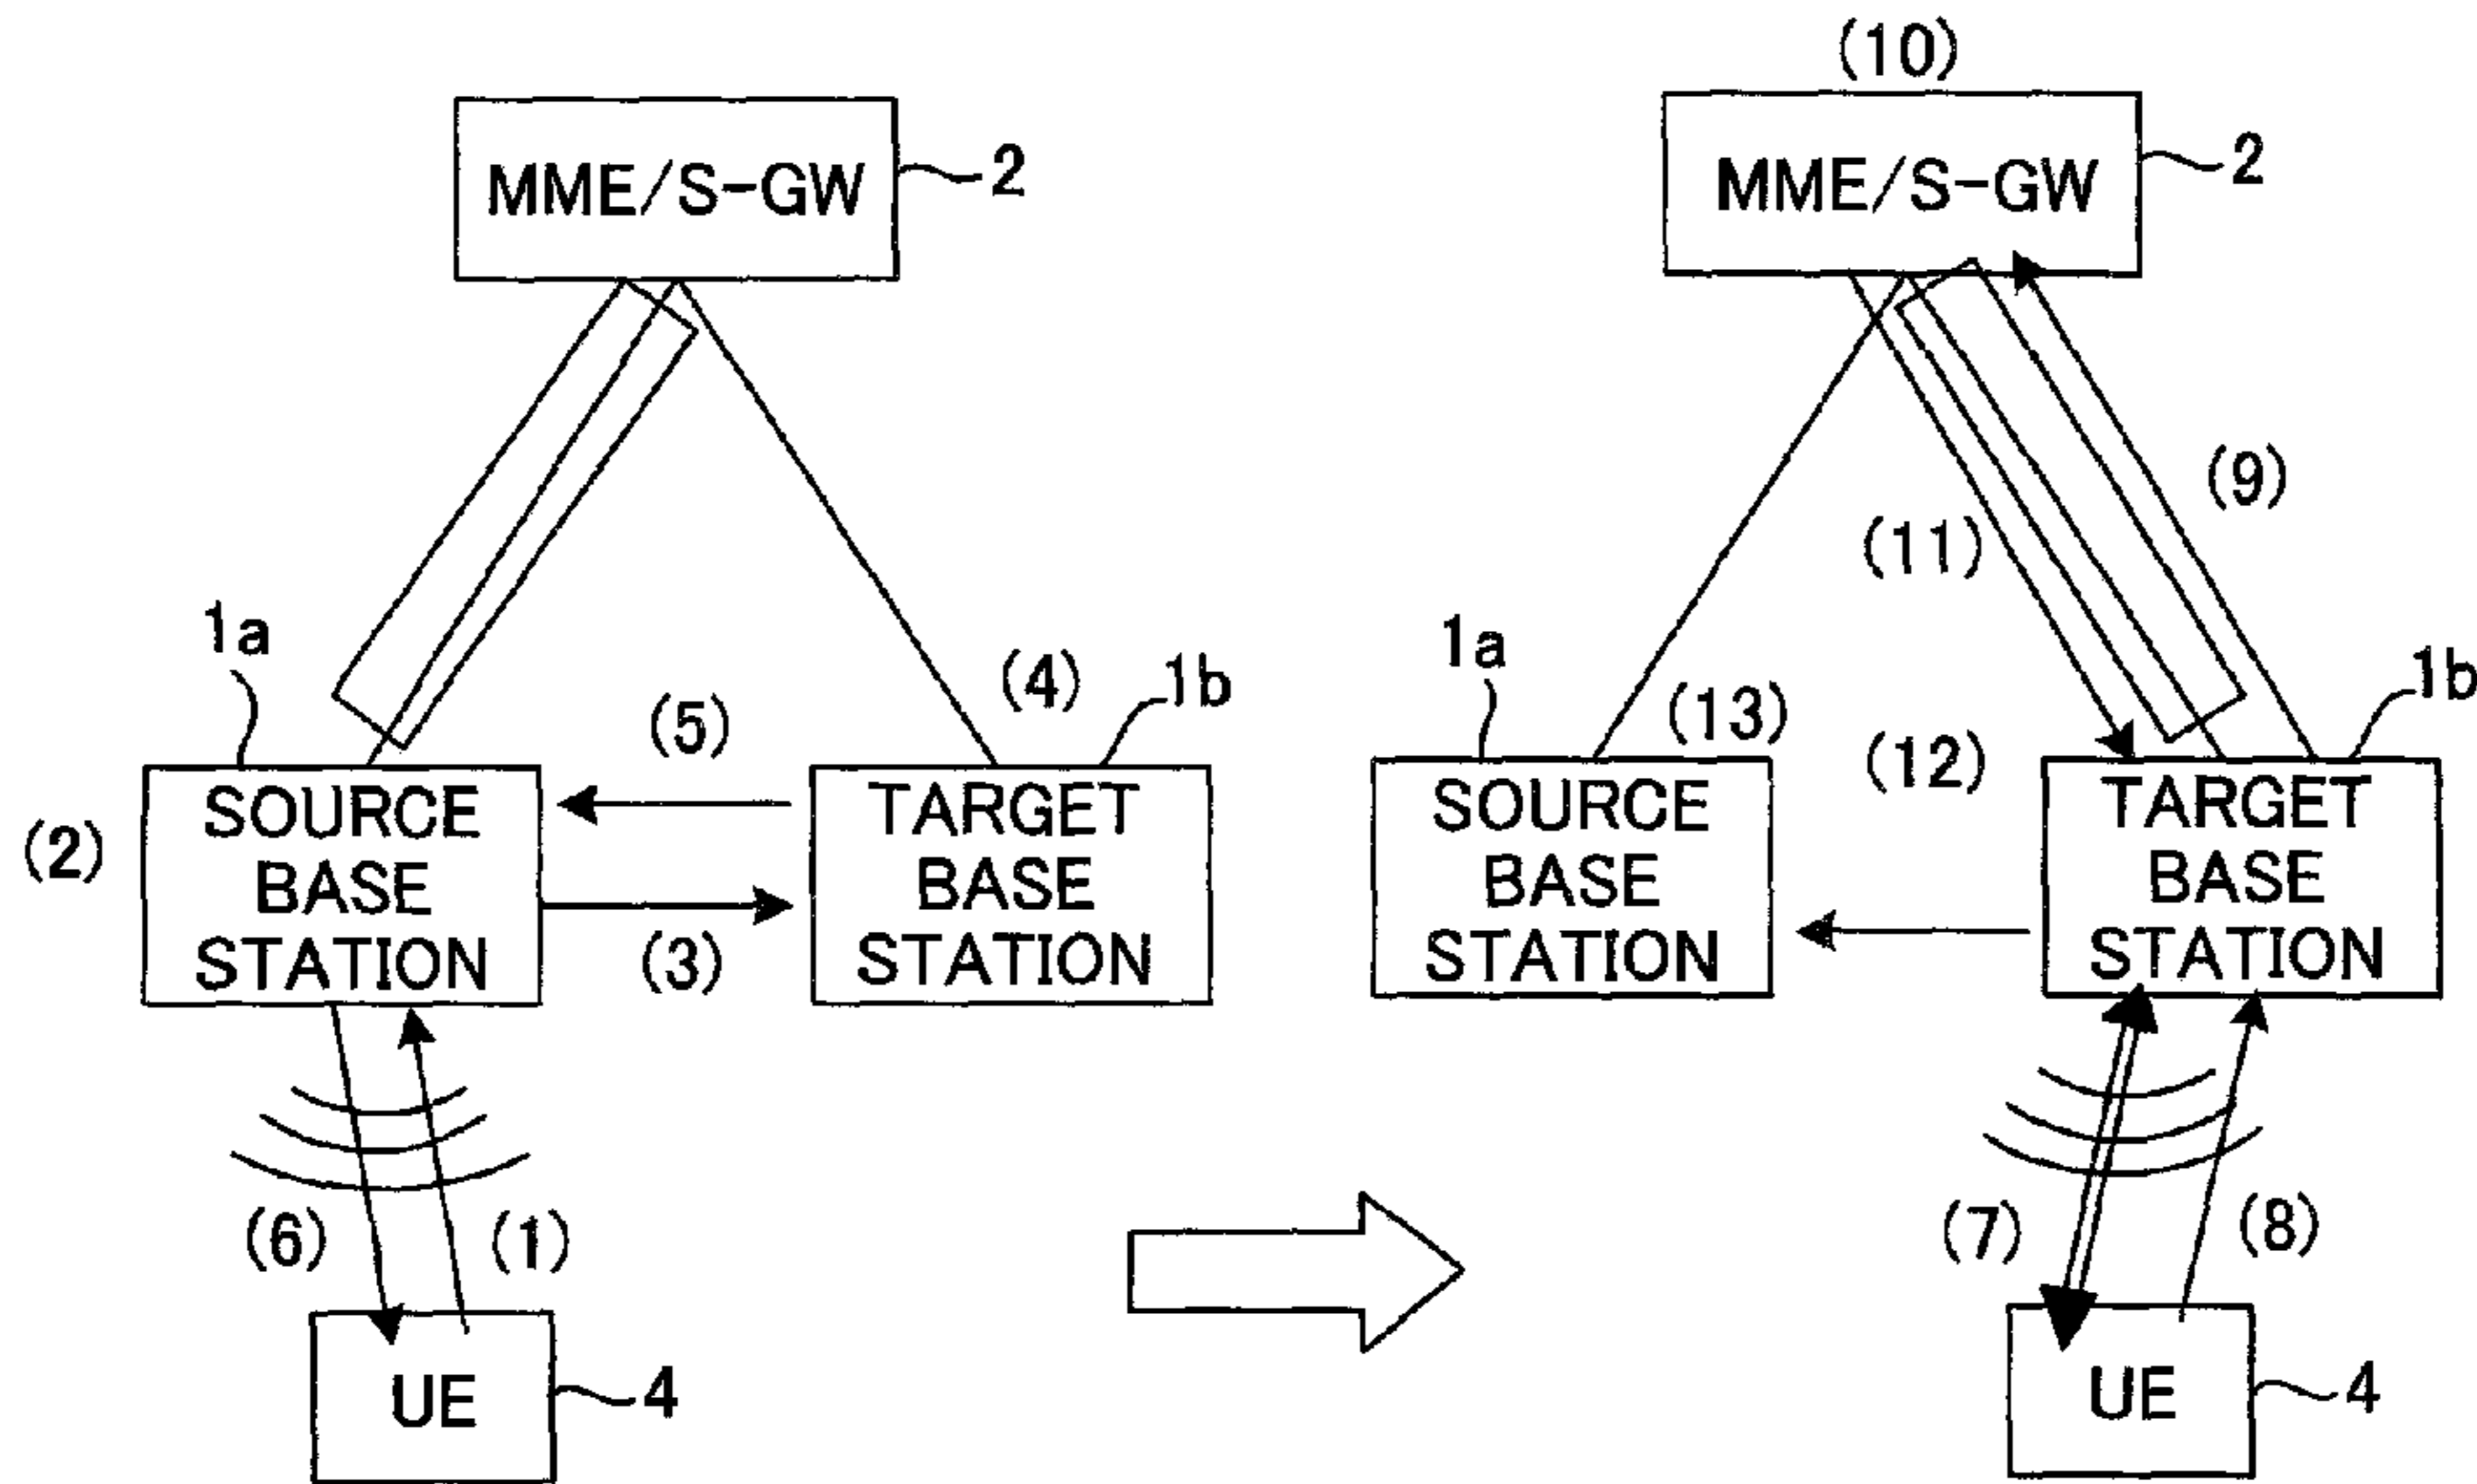 (10)
MME/S-GW
2
MME/S-GW
2
(9)
(11)
1a
(4)
1b
(5)
1a
(13)
(12)
1b
(2)
SOURCE
BASE
STATION
(3)
TARGET
BASE
STATION
SOURCE
BASE
STATION
TARGET
BASE
STATION
(6)
(1)
(7)
(8)
UE
4
UE
4